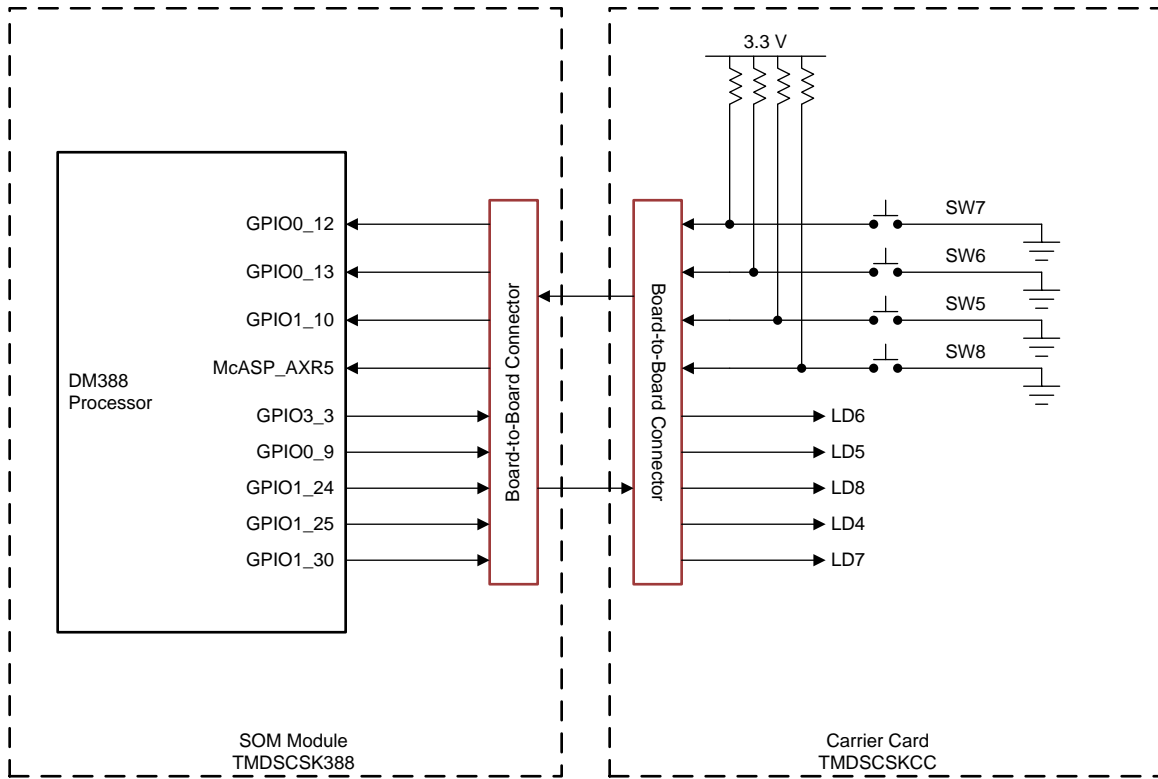 3.3 V
GPIO0_12
SW7
GPIO0_13
SW6
GPIO1_10
SW5
McASP_AXR5
SW8
DM388
Processor
GPIO3_3
LD6
GPIO0_9
LD5
GPIO1_24
LD8
GPIO1_25
LD4
GPIO1_30
LD7
Board-to-Board Connector
Board-to-Board Connector
SOM Module
TMDSCSK388
Carrier Card
TMDSCSKCC